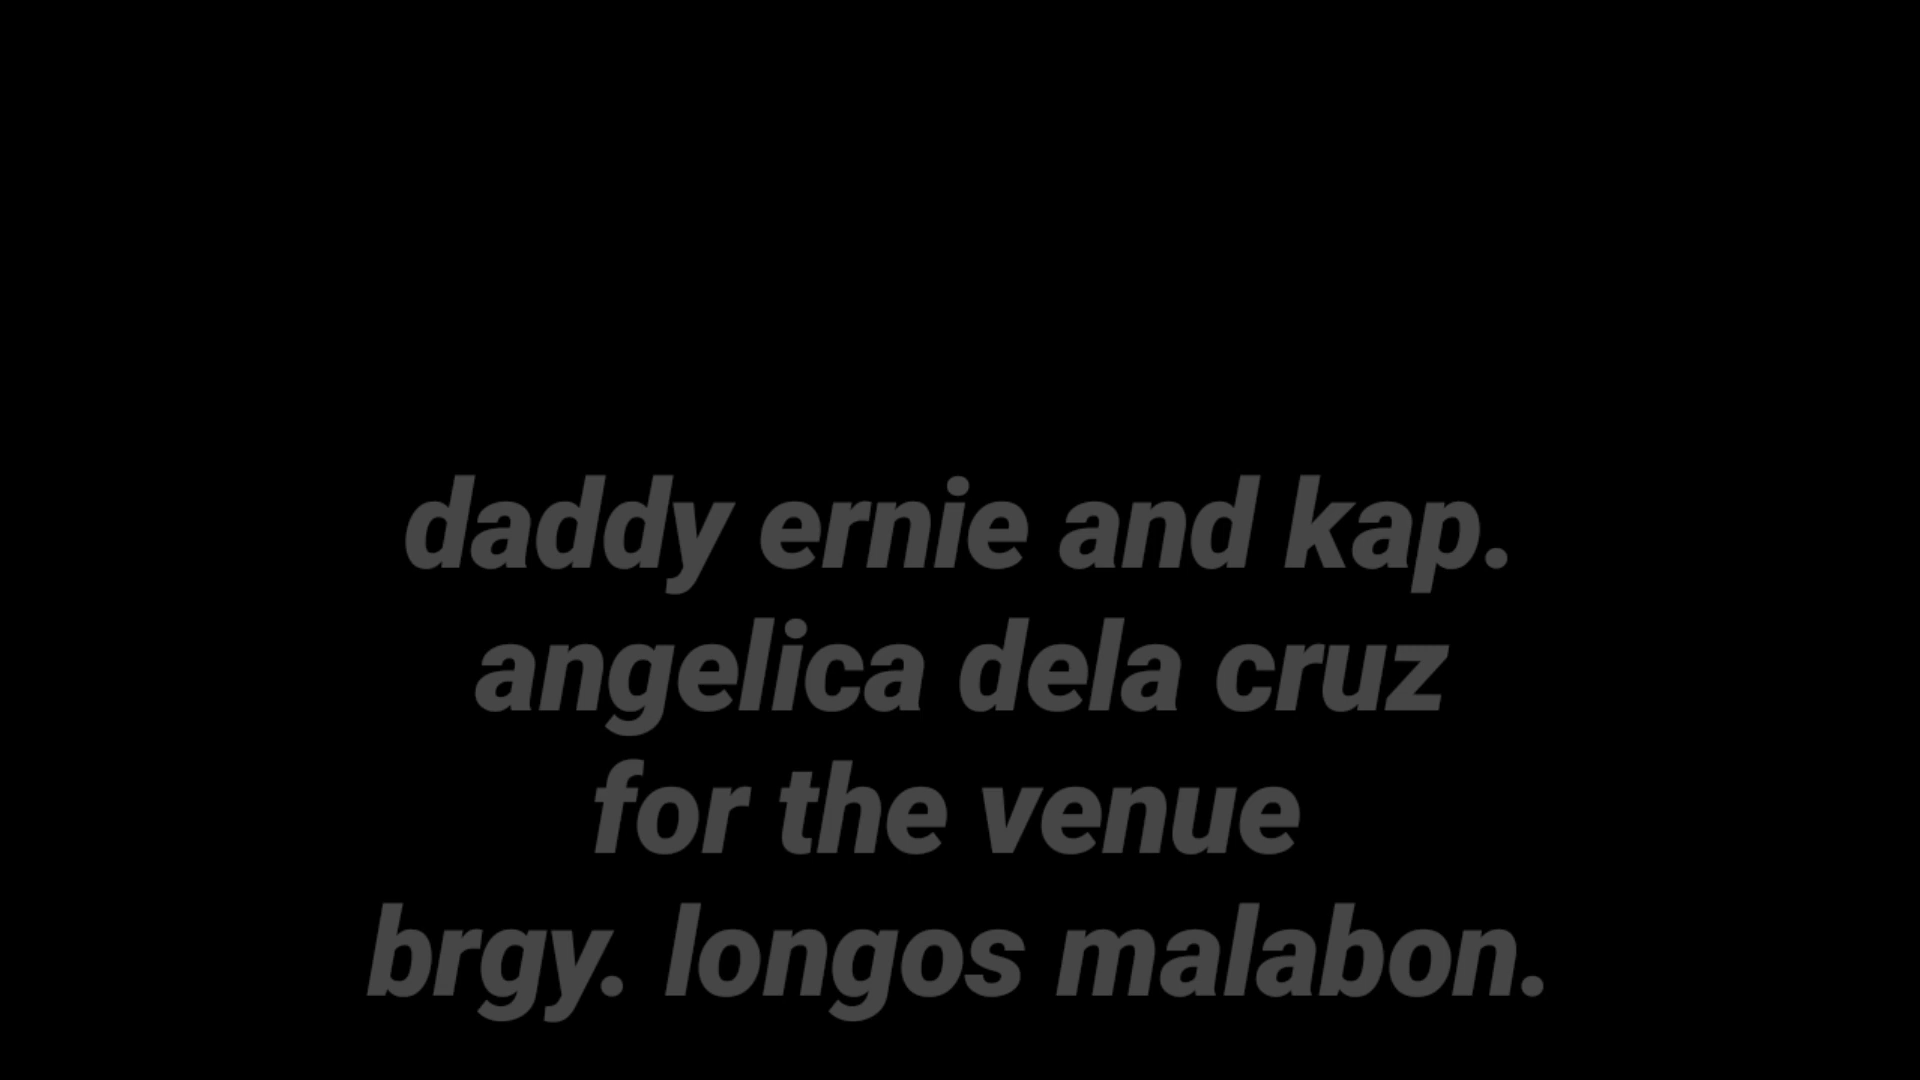 daddy ernie and kap.
angelica dela cruz
for the venue
brgy. longos malabon.